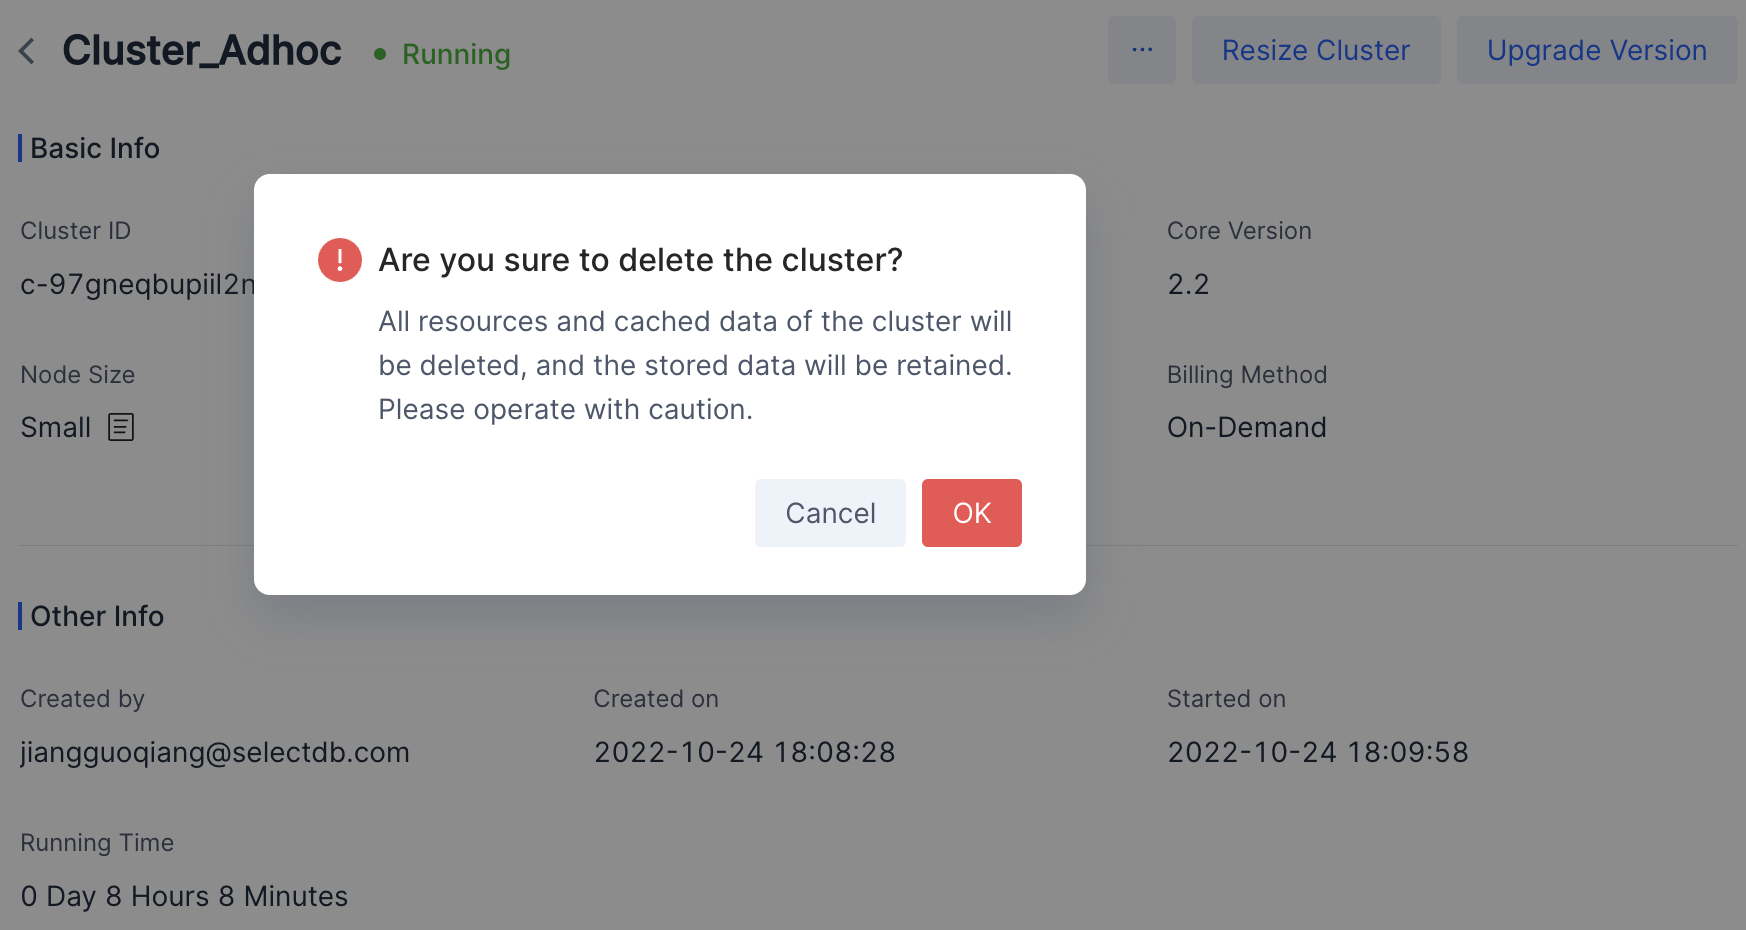 Cluster_Adhoc
Running
...
Resize Cluster
Upgrade Version
Basic Info
Cluster ID
c-97gneqbupiil2n
Core Version
2.2
Node Size
Small
Billing Method
On-Demand
Are you sure to delete the cluster?
All resources and cached data of the cluster will
be deleted, and the stored data will be retained.
Please operate with caution.
Cancel
OK
Other Info
Created by
jiangguoqiang@selectdb.com
Created on
2022-10-24 18:08:28
Started on
2022-10-24 18:09:58
Running Time
0 Day 8 Hours 8 Minutes